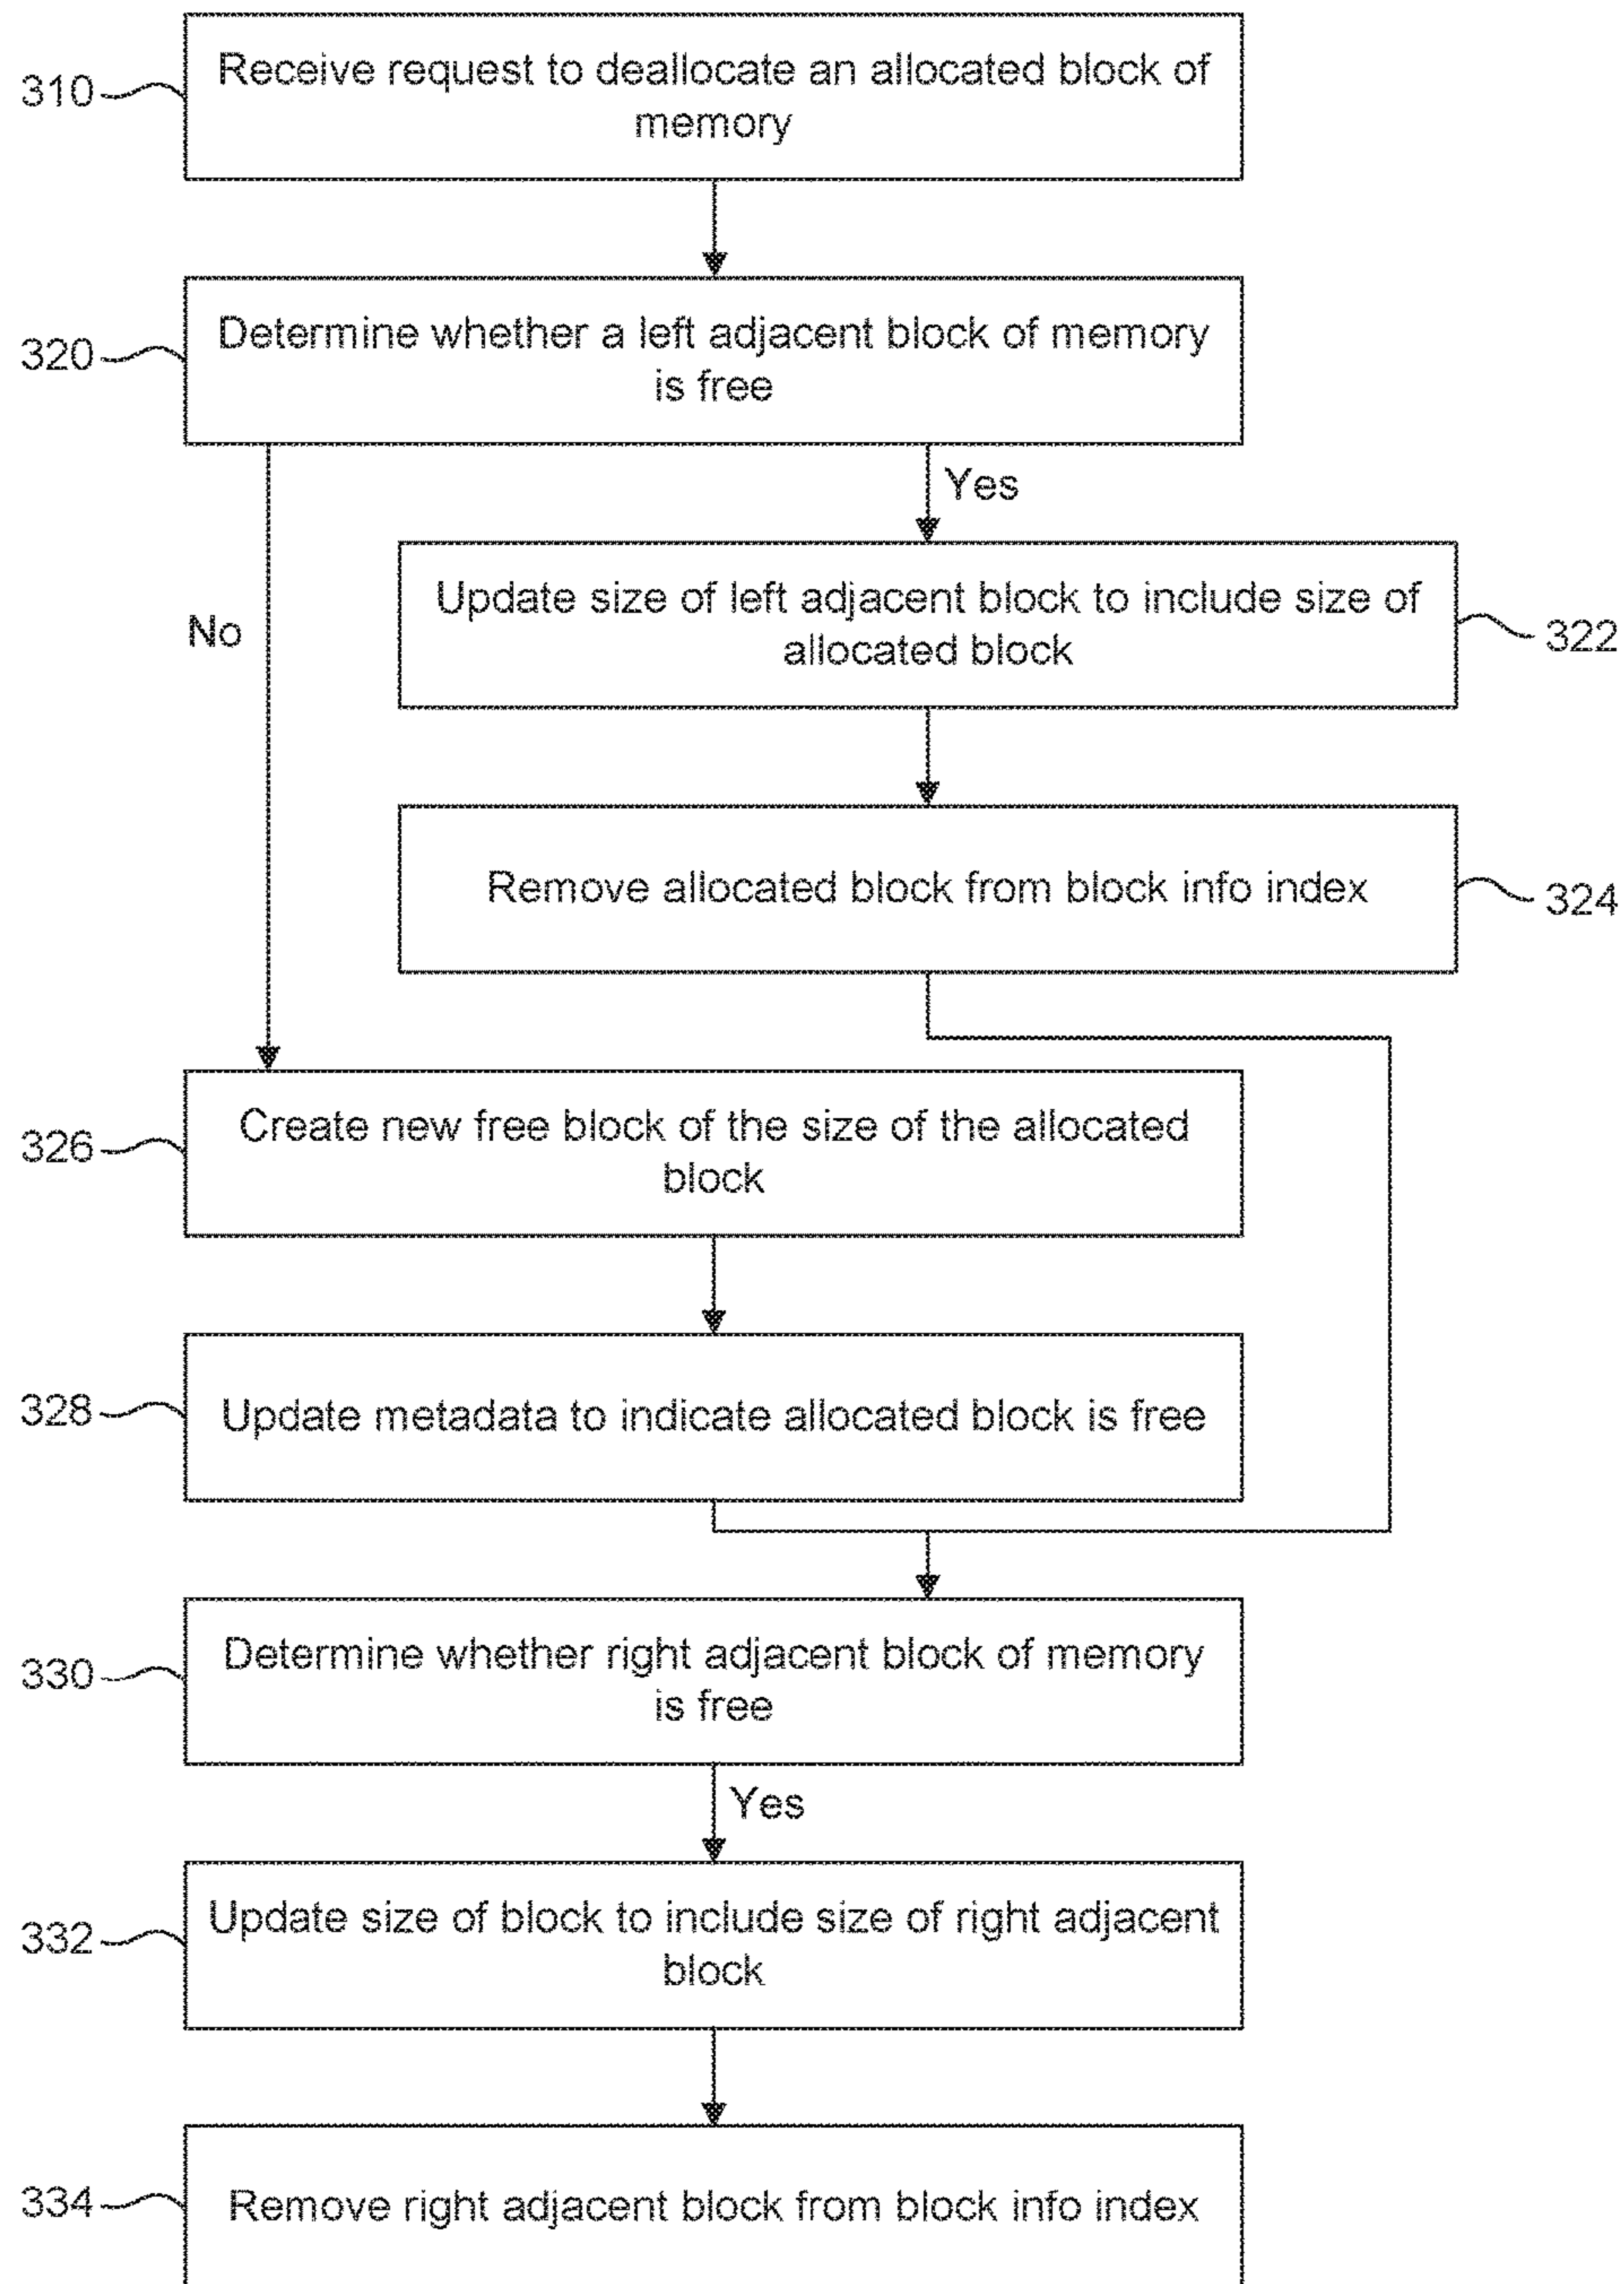 310
Receive request to deallocate an allocated block of
memory
320
Determine whether a left adjacent block of memory
is free
Yes
No
Update size of left adjacent block to include size of
allocated block
322
Remove allocated block from block info index
324
326
Create new free block of the size of the allocated
block
328
Update metadata to indicate allocated block is free
330
Determine whether right adjacent block of memory
is free
Yes
332
Update size of block to include size of right adjacent
block
334
Remove right adjacent block from block info index